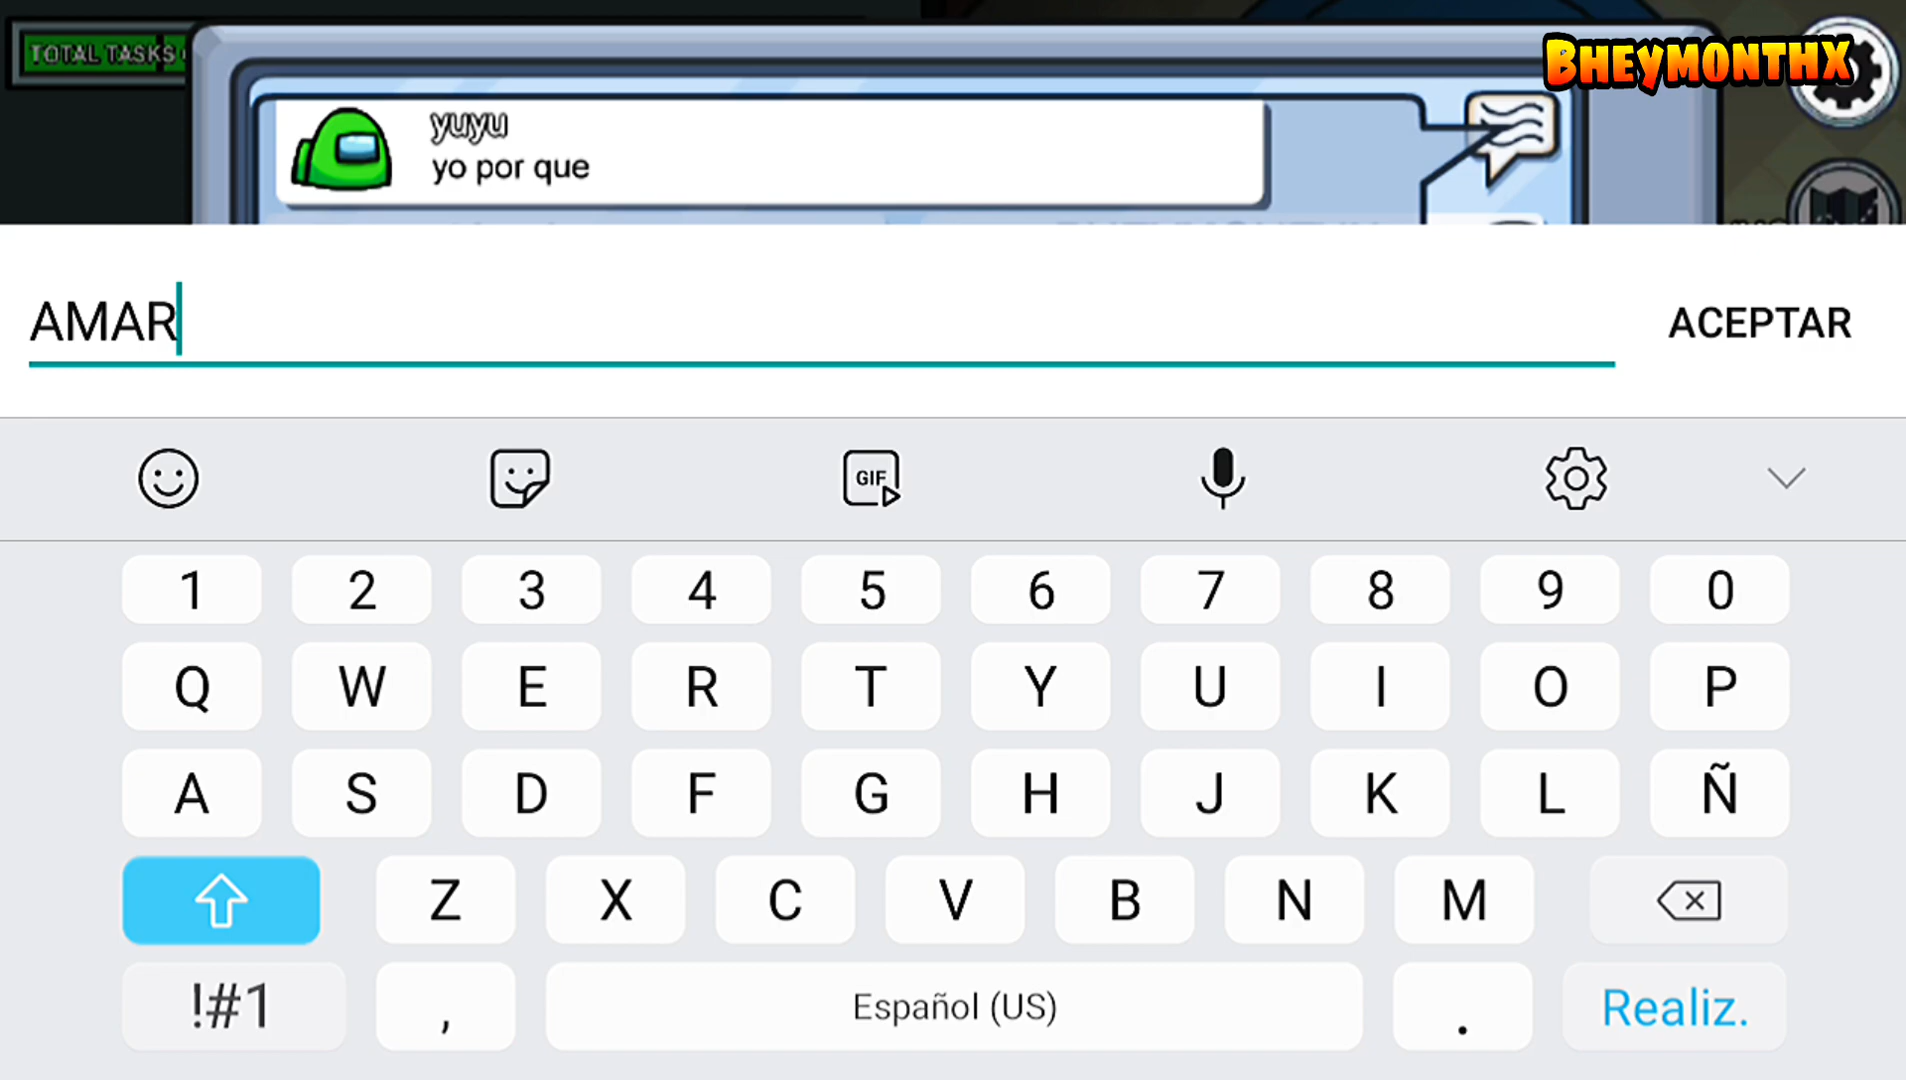 TOTAL TASKS
BHEYMONTHX
yuyu
yo por que
AMAR
ACEPTAR
GIF
1 2 3 4 5 6 7 8 9 0
Q W E R T Y U I O P
A S D F G H J K L Ñ
Z X C V B N M
!#1 , Español (US) . Realiz.